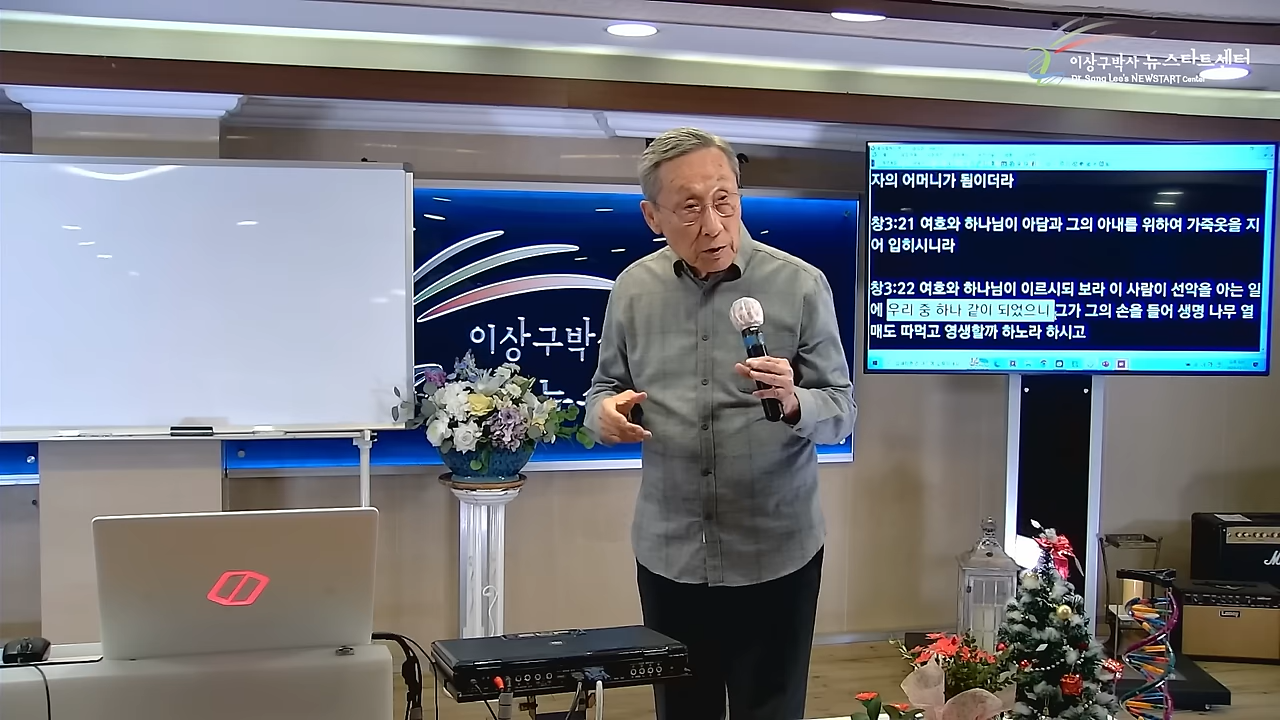 이상구박사 뉴스타트센터
Dr. Sang Lee's NEWSTART Center
자의 어머니가 됨이더라
창3:21 여호와 하나님이 아담과 그의 아내를 위하여 가죽옷을 지
어 입히시니라
창3:22 여호와 하나님이 이르시되 보라 이 사람이 선악을 아는 일
에 우리 중 하나 같이 되었으니 그가 그의 손을 들어 생명 나무 열
매도 따먹고 영생할까 하노라 하시고
이상구박